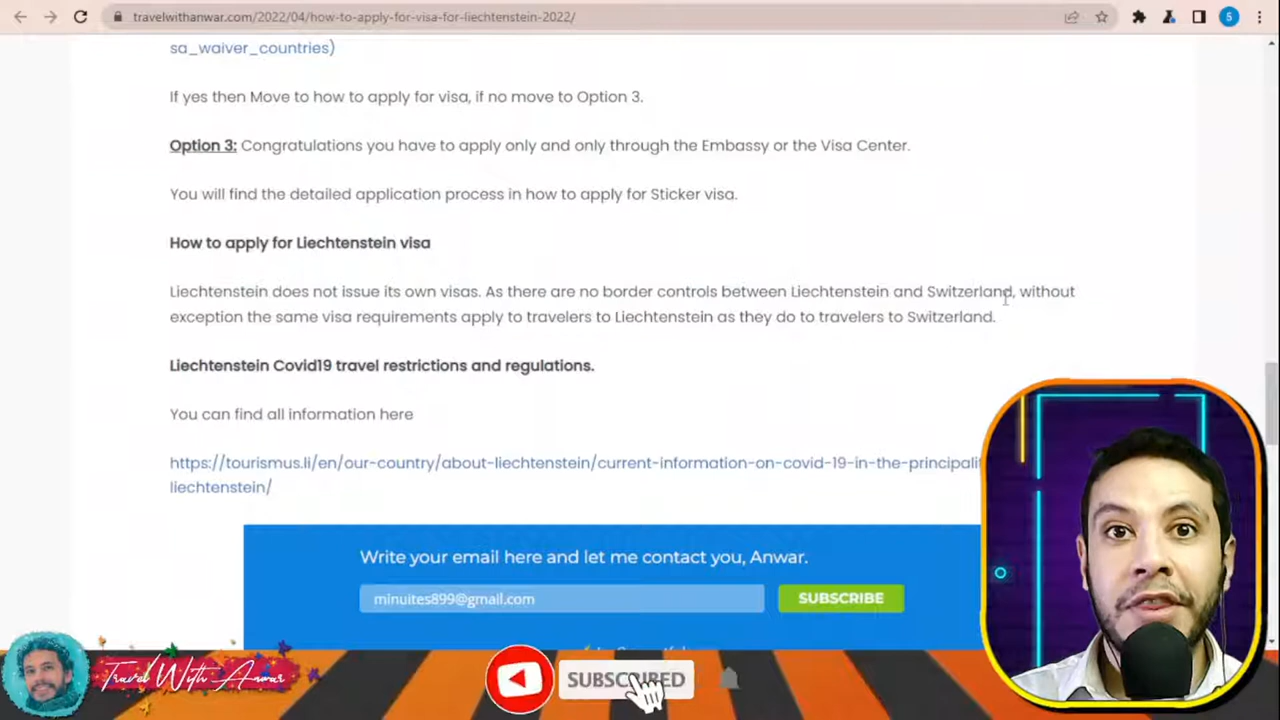 travelwithanwar.com/2022/04/how-to-apply-for-visa-for-liechtenstein-2022/
5
sa_waiver_countries)
If yes then Move to how to apply for visa, if no move to Option 3.
Option 3: Congratulations you have to apply only and only through the Embassy or the Visa Center.
You will find the detailed application process in how to apply for Sticker visa.
How to apply for Liechtenstein visa
Liechtenstein does not issue its own visas. As there are no border controls between Liechtenstein and Switzerland, without
exception the same visa requirements apply to travelers to Liechtenstein as they do to travelers to Switzerland.
Liechtenstein Covid19 travel restrictions and regulations.
You can find all information here
https://tourismus.li/en/our-country/about-liechtenstein/current-information-on-covid-19-in-the-principalit
liechtenstein/
Write your email here and let me contact you, Anwar.
minuites899@gmail.com
SUBSCRIBE
Travel With Anwar
SUBSCRIBED